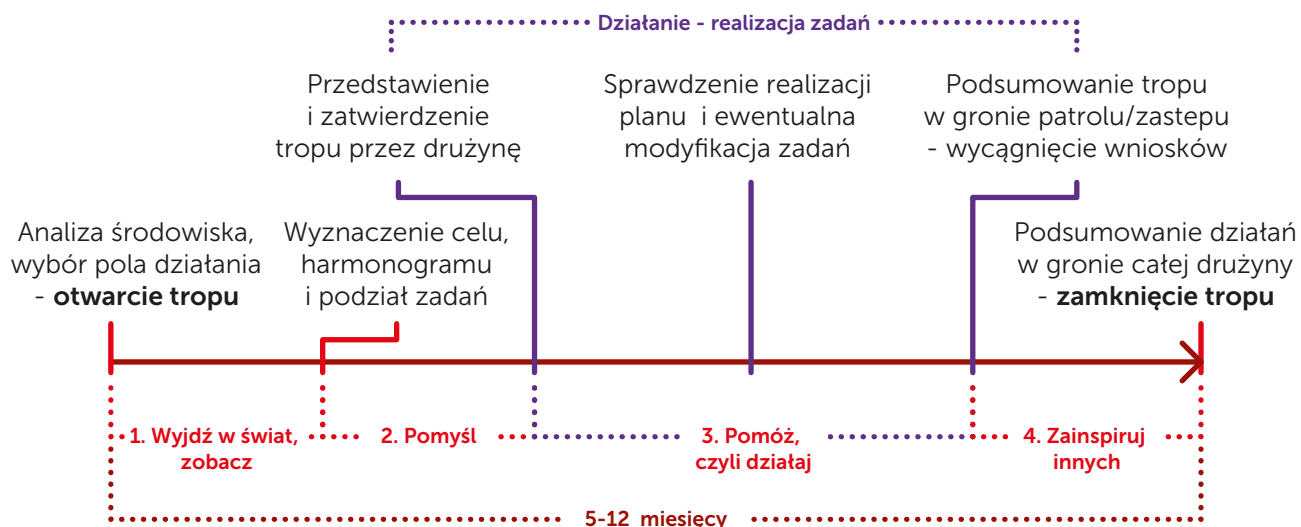 Działanie - realizacja zadań
Przedstawienie
i zatwierdzenie
tropu przez drużynę
Sprawdzenie realizacji
planu i ewentualna
modyfikacja zadań
Podsumowanie tropu
w gronie patrolu/zastepu
- wycągnięcie wniosków
Analiza środowiska,
wybór pola działania
- otwarcie tropu
Wyznaczenie celu,
harmonogramu
i podział zadań
Podsumowanie działań
w gronie całej drużyny
- zamknięcie tropu
1. Wyjdź w świat,
zobacz
2. Pomyśl
3. Pomóż,
czyli działaj
4. Zainspiruj
innych
5-12 miesięcy